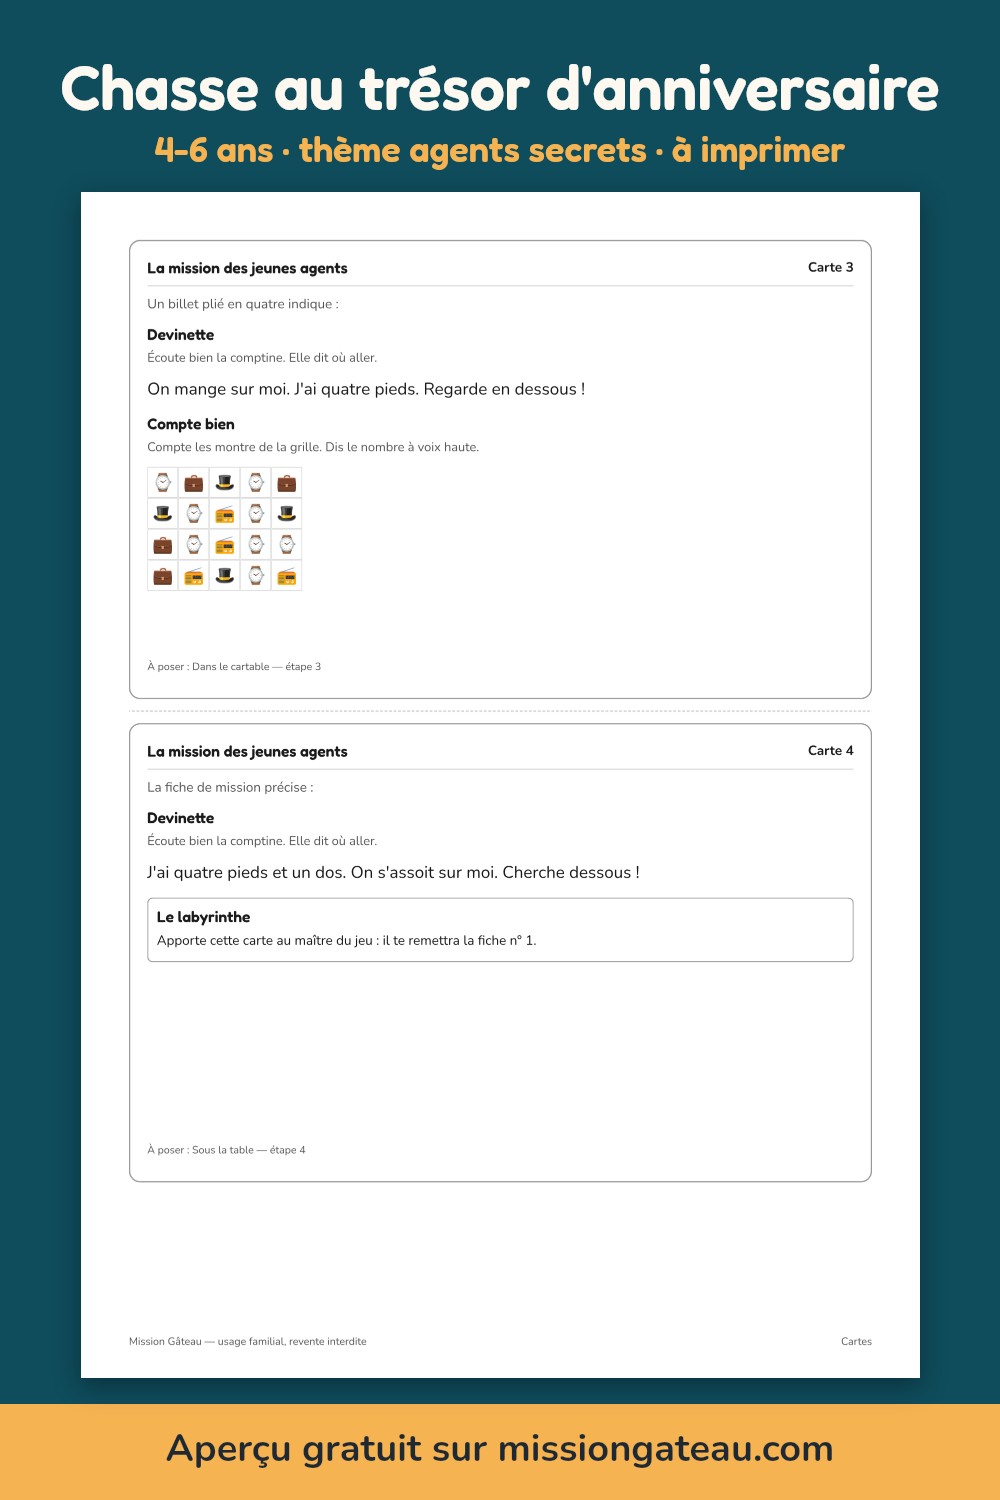 Chasse au trésor d'anniversaire
4-6 ans · thème agents secrets · à imprimer
La mission des jeunes agents
Carte 3
Un billet plié en quatre indique :
Devinette
Écoute bien la comptine. Elle dit où aller.
On mange sur moi. J'ai quatre pieds. Regarde en dessous !
Compte bien
Compte les montre de la grille. Dis le nombre à voix haute.
À poser : Dans le cartable — étape 3
La mission des jeunes agents
Carte 4
La fiche de mission précise :
Devinette
Écoute bien la comptine. Elle dit où aller.
J'ai quatre pieds et un dos. On s'assoit sur moi. Cherche dessous !
Le labyrinthe
Apporte cette carte au maître du jeu : il te remettra la fiche n° 1.
À poser : Sous la table — étape 4
Mission Gâteau — usage familial, revente interdite
Cartes
Aperçu gratuit sur missiongateau.com